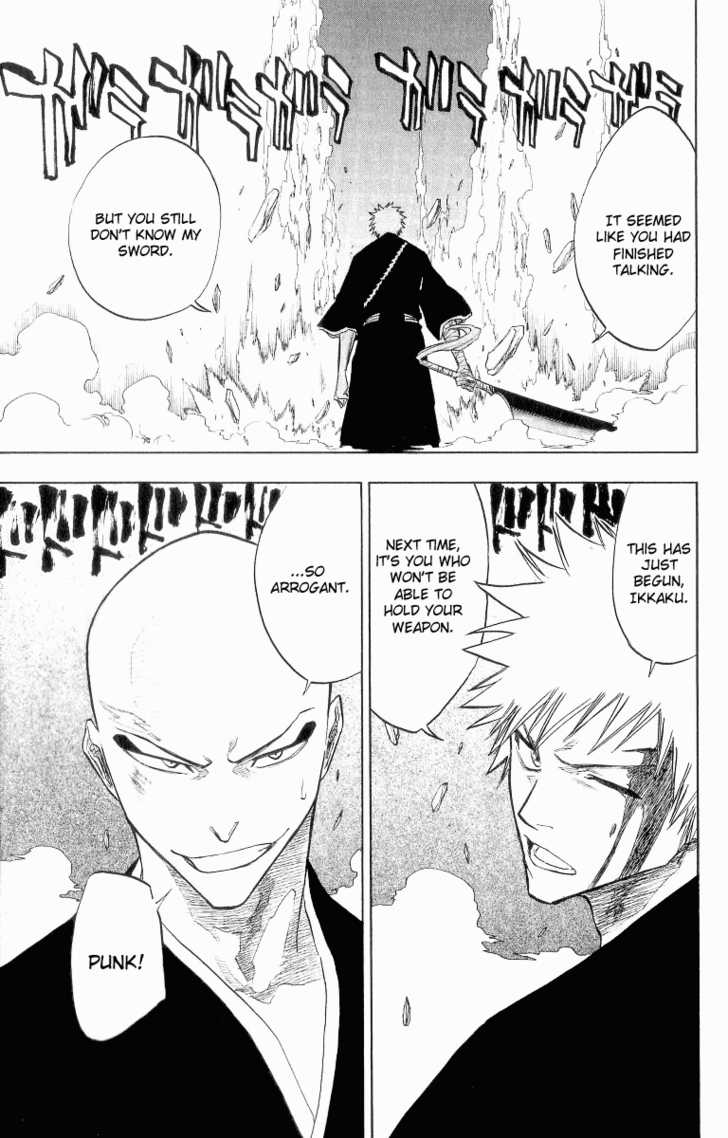 IT SEEMED
LIKE YOU HAD
FINISHED
TALKING.
BUT YOU STILL
DON'T KNOW MY
SWORD.
THIS HAS
JUST
BEGUN,
IKKAKU.
NEXT TIME,
IT'S YOU WHO
WON'T BE
ABLE TO
HOLD YOUR
WEAPON.
...SO
ARROGANT.
PUNK!